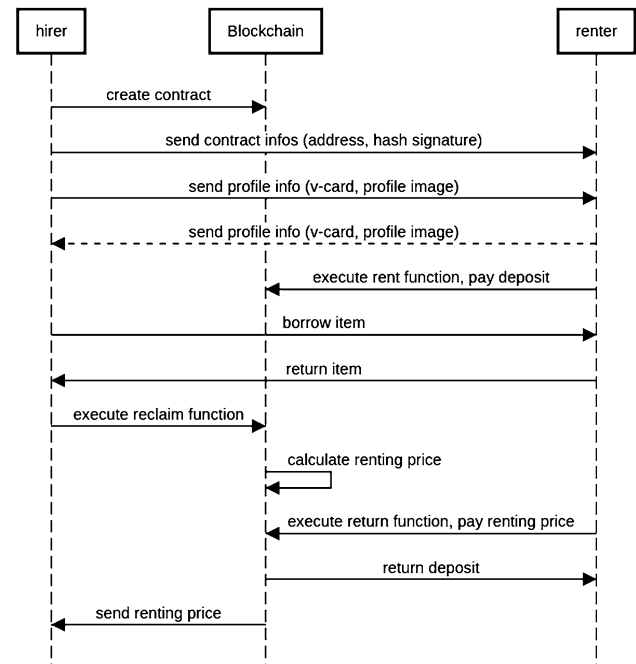 hirer
Blockchain
renter
create contract
send contract infos (address, hash signature)
send profile info (v-card, profile image)
send profile info (v-card, profile image)
execute rent function, pay deposit
borrow item
return item
execute reclaim function
calculate renting price
execute return function, pay renting price
return deposit
send renting price